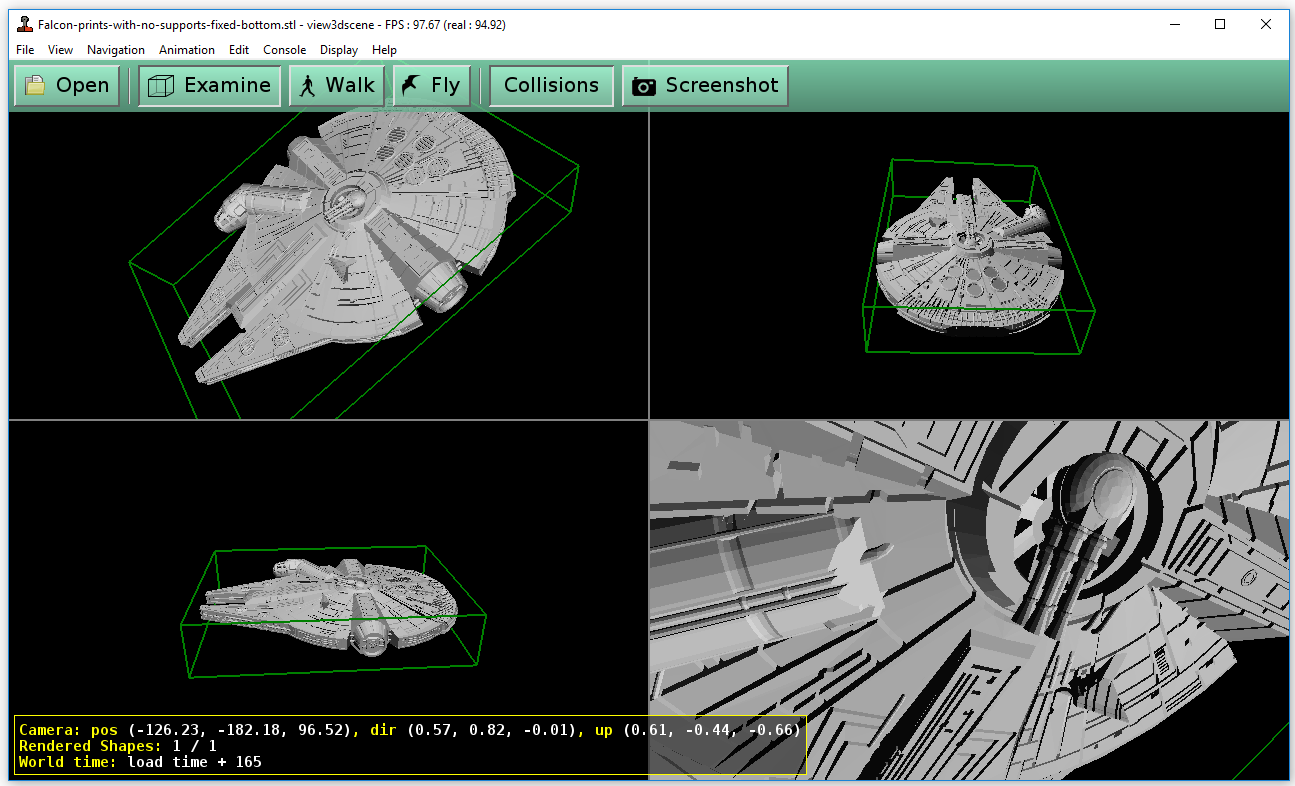 Falcon-prints-with-no-supports-fixed-bottom.stl - view3dscene - FPS : 97.67 (real : 94.92)
File View Navigation Animation Edit Console Display Help
Open Examine Walk Fly Collisions Screenshot
Camera: pos (-126.23, -182.18, 96.52), dir (0.57, 0.82, -0.01), up (0.61, -0.44, -0.66)
Rendered Shapes: 1 / 1
World time: load time + 165